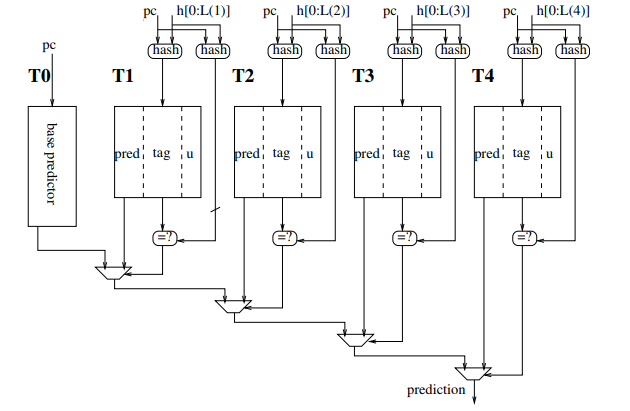 pc h[0:L(1)] pc h[0:L(2)] pc h[0:L(3)] pc h[0:L(4)]
pc hash hash hash hash hash hash hash hash
T0 T1 T2 T3 T4
base predictor
pred tag u pred tag u pred tag u pred tag u
=? =? =? =?
prediction